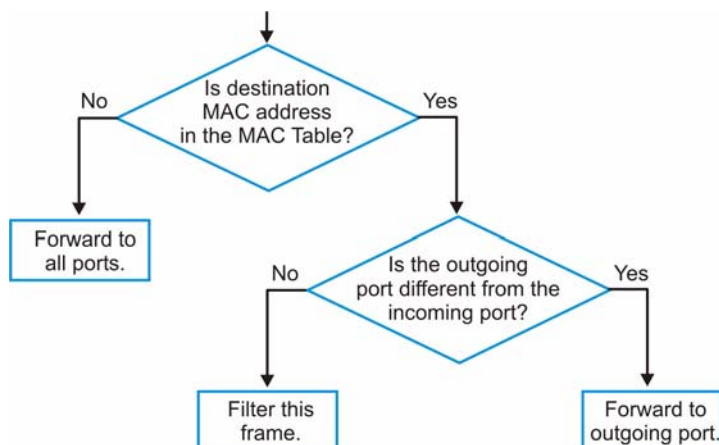 Is destination
MAC address
in the MAC Table?
No
Yes
Forward to
all ports.
Is the outgoing
port different from the
incoming port?
No
Yes
Filter this
frame.
Forward to
outgoing port.